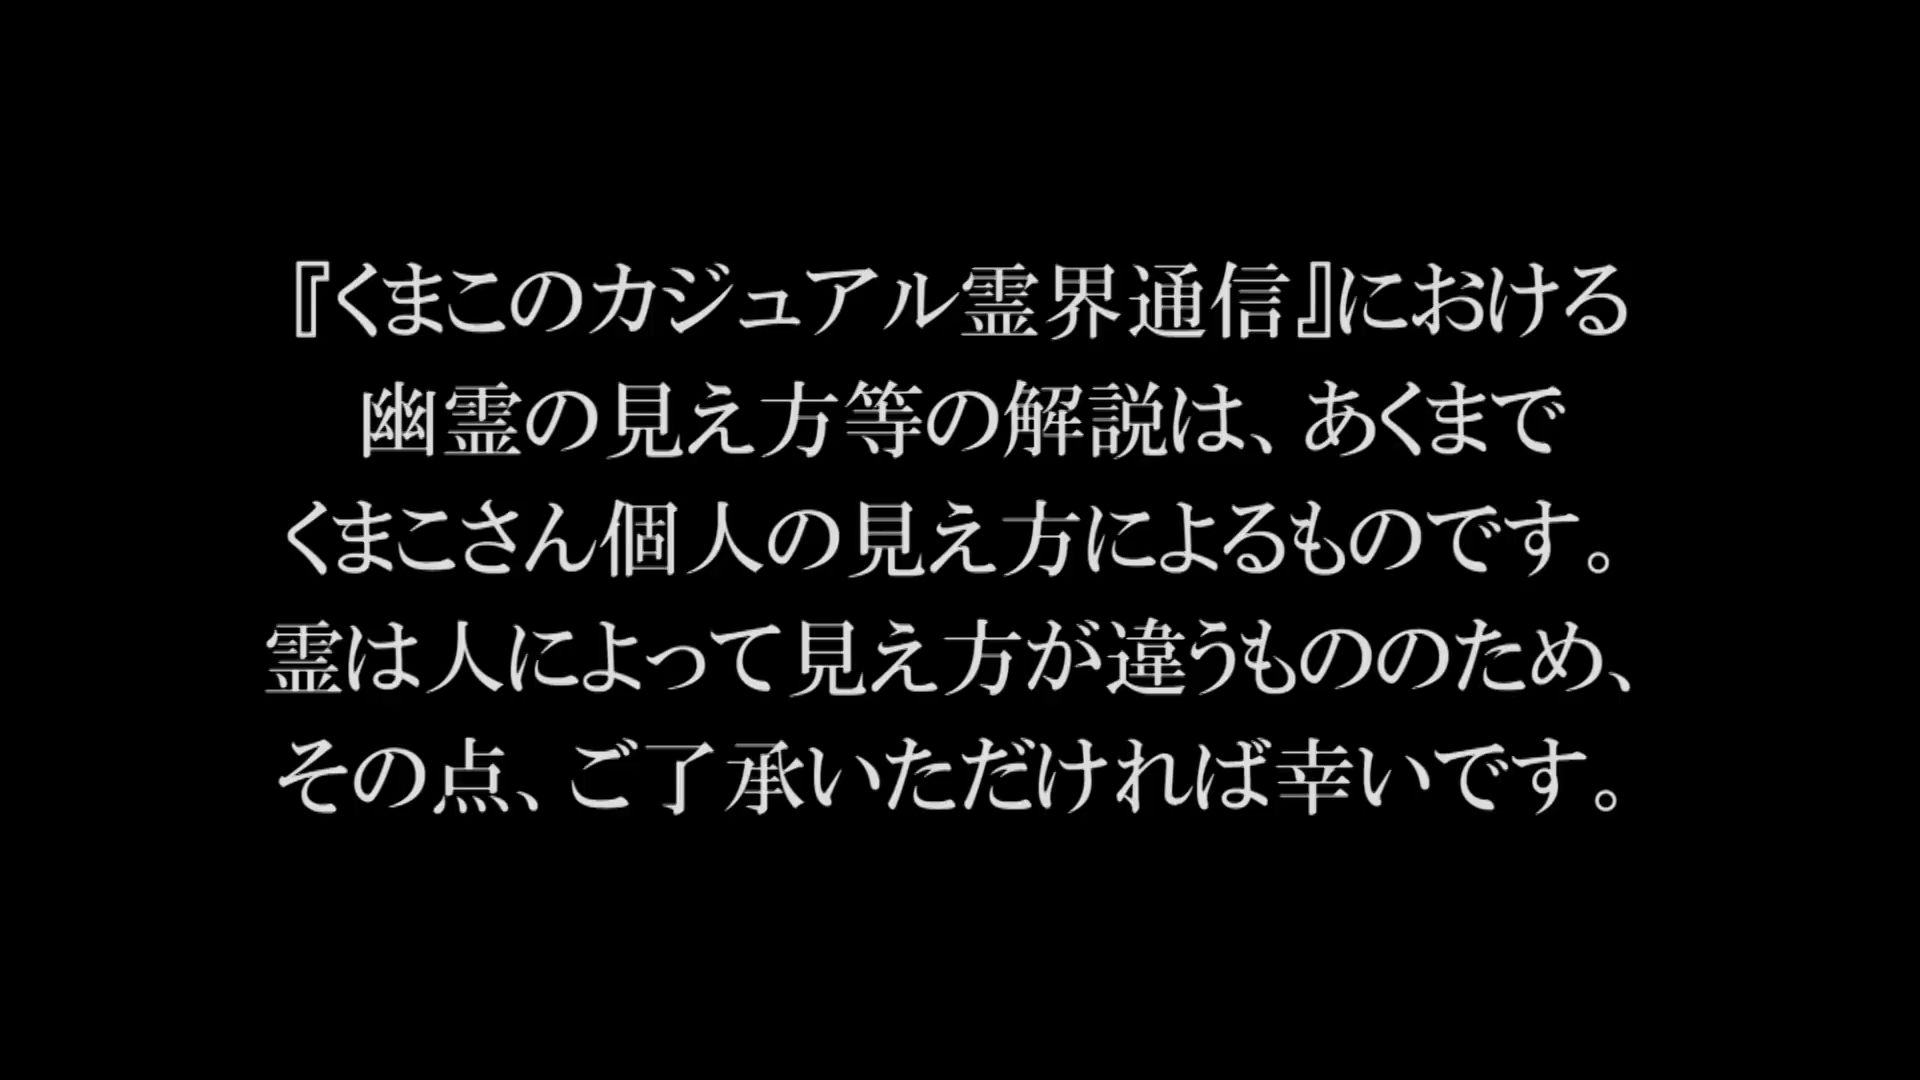 『くまこのカジュアル霊界通信』における
幽霊の見え方等の解説は、あくまで
くまこさん個人の見え方によるものです。
霊は人によって見え方が違うもののため、
その点、ご了承いただければ幸いです。